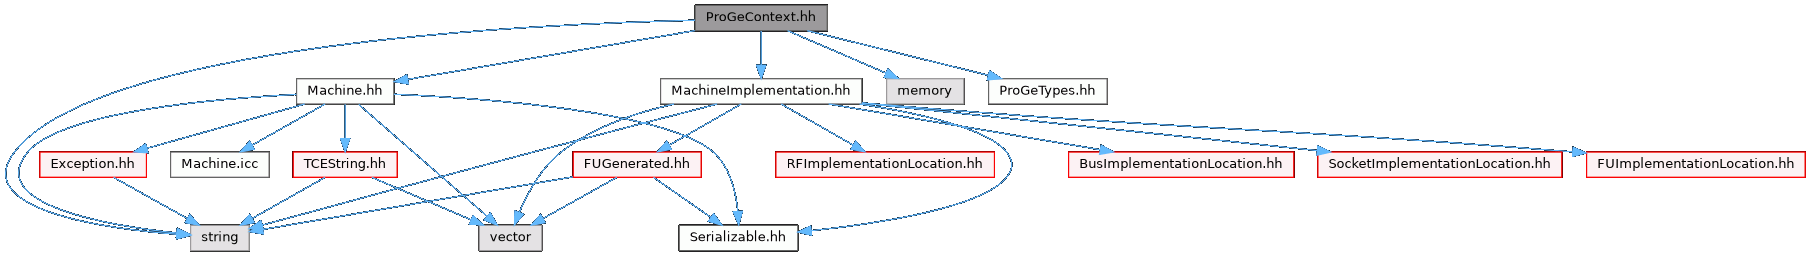 ProGeContext.hh
Machine.hh
MachineImplementation.hh
memory
ProGeTypes.hh
Exception.hh
Machine.icc
TCEString.hh
FUGenerated.hh
RFImplementationLocation.hh
BusImplementationLocation.hh
SocketImplementationLocation.hh
FUImplementationLocation.hh
string
vector
Serializable.hh